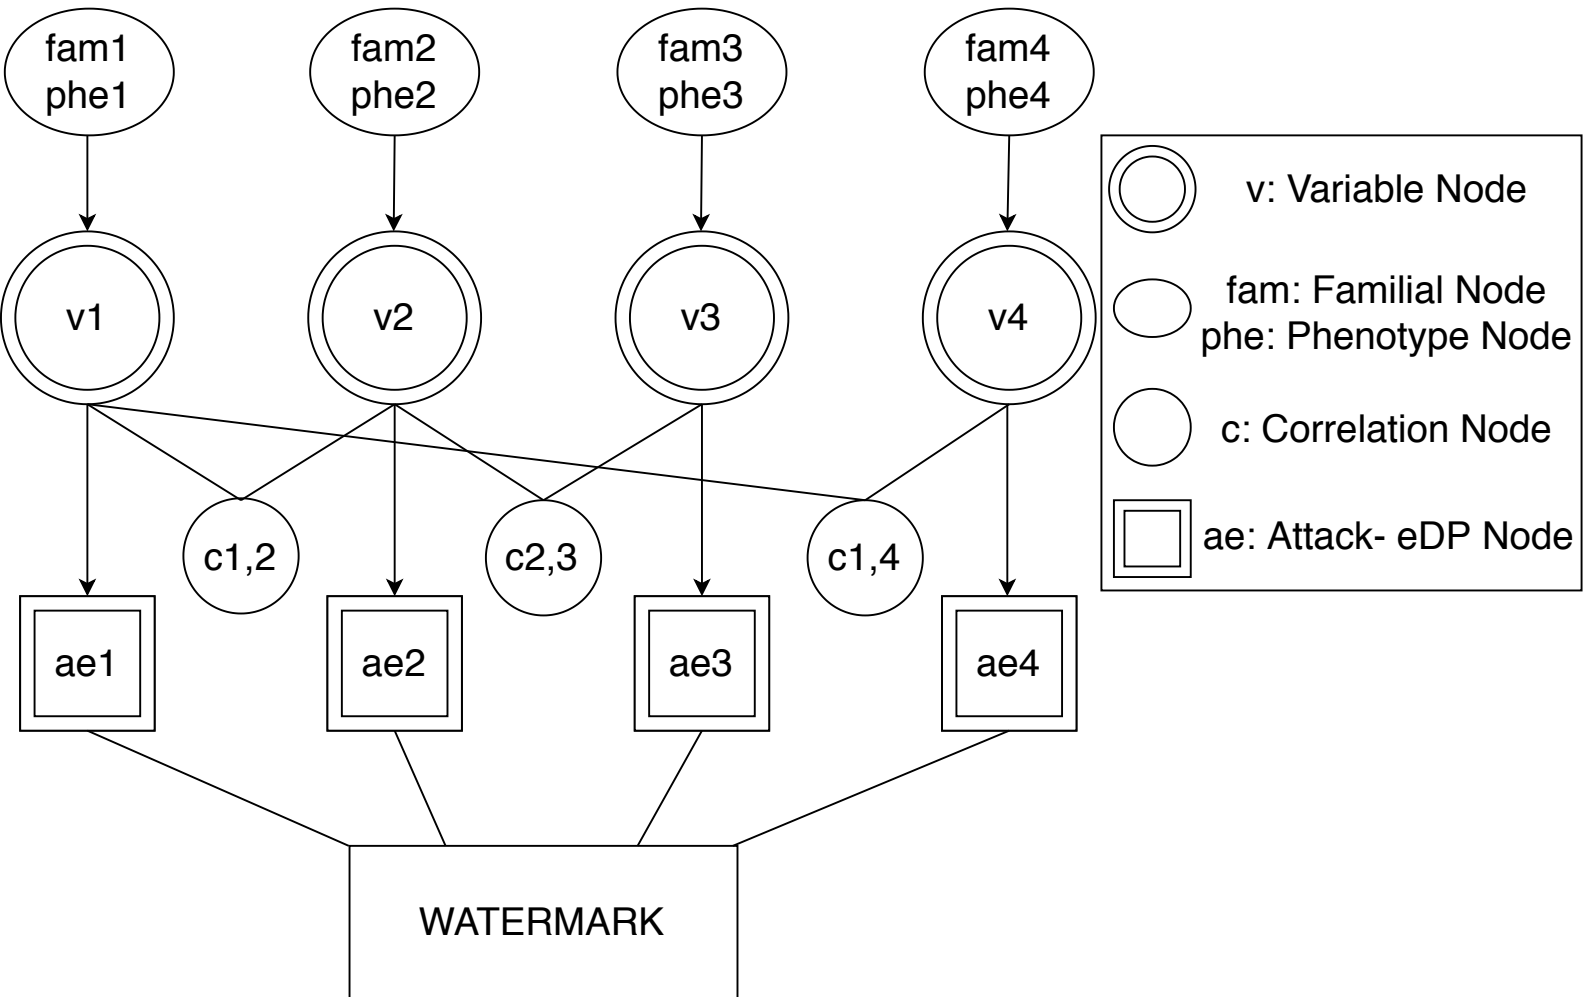 fam1
phe1
fam2
phe2
fam3
phe3
fam4
phe4
v: Variable Node
fam: Familial Node
phe: Phenotype Node
c: Correlation Node
ae: Attack- eDP Node
v1
v2
v3
v4
c1,2
c2,3
c1,4
ae1
ae2
ae3
ae4
WATERMARK